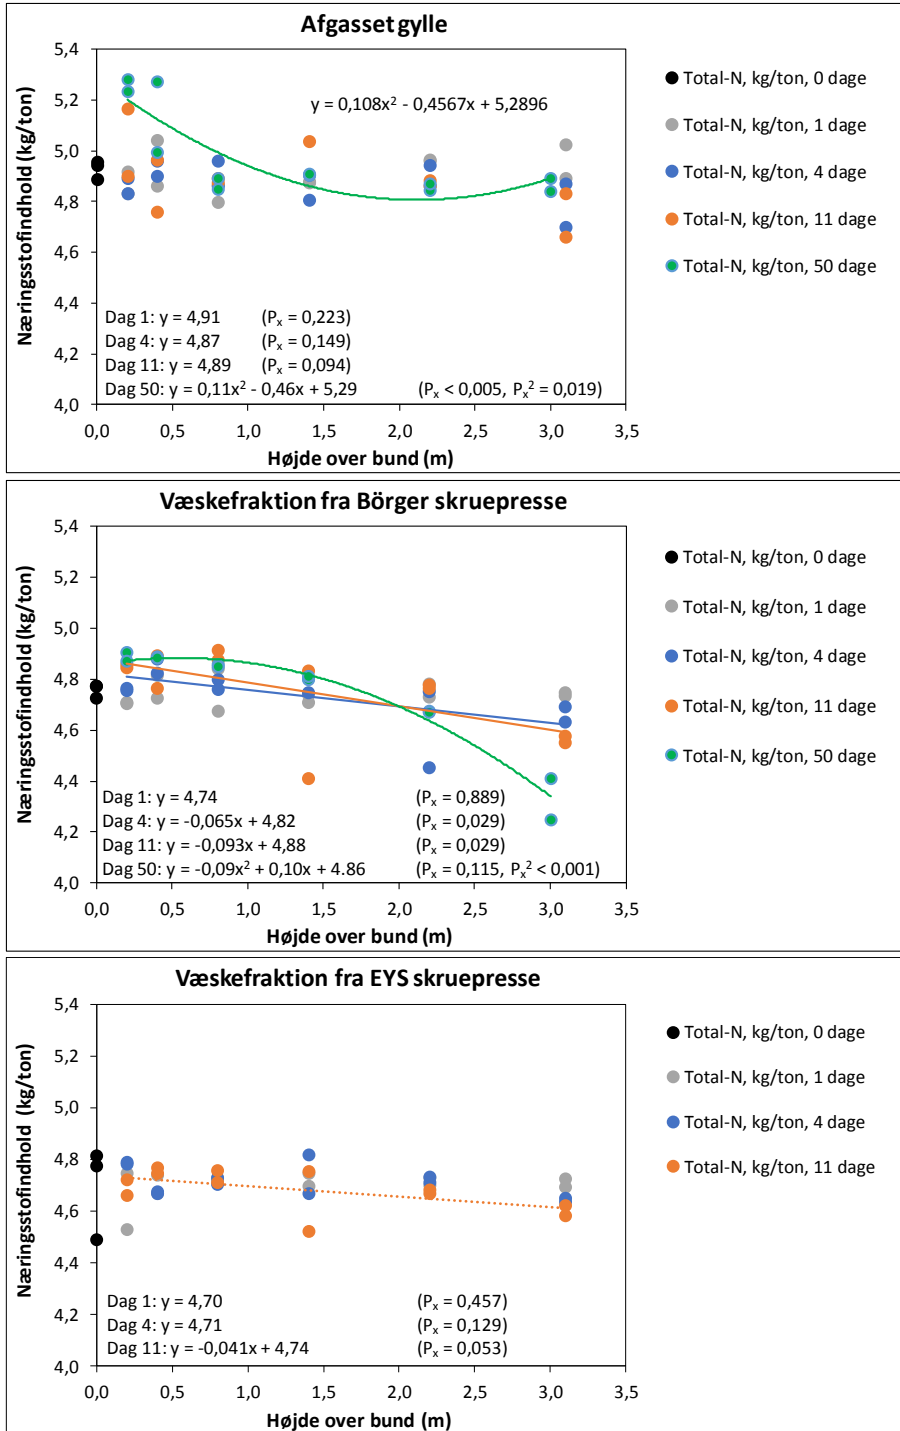 Afgasset gylle
Næringsstofindhold (kg/ton)
5,4
5,2
5,0
4,8
4,6
4,4
4,2
4,0
y = 0,108x² - 0,4567x + 5,2896
Dag 1: y = 4,91 (Pₓ = 0,223)
Dag 4: y = 4,87 (Pₓ = 0,149)
Dag 11: y = 4,89 (Pₓ = 0,094)
Dag 50: y = 0,11x² - 0,46x + 5,29 (Pₓ < 0,005, Pₓ² = 0,019)
0,0 0,5 1,0 1,5 2,0 2,5 3,0 3,5
Højde over bund (m)
Total-N, kg/ton, 0 dage
Total-N, kg/ton, 1 dage
Total-N, kg/ton, 4 dage
Total-N, kg/ton, 11 dage
Total-N, kg/ton, 50 dage
Væskefraktion fra Börger skruepresse
Næringsstofindhold (kg/ton)
5,4
5,2
5,0
4,8
4,6
4,4
4,2
4,0
Dag 1: y = 4,74 (Pₓ = 0,889)
Dag 4: y = -0,065x + 4,82 (Pₓ = 0,029)
Dag 11: y = -0,093x + 4,88 (Pₓ = 0,029)
Dag 50: y = -0,09x² + 0,10x + 4.86 (Pₓ = 0,115, Pₓ² < 0,001)
0,0 0,5 1,0 1,5 2,0 2,5 3,0 3,5
Højde over bund (m)
Total-N, kg/ton, 0 dage
Total-N, kg/ton, 1 dage
Total-N, kg/ton, 4 dage
Total-N, kg/ton, 11 dage
Total-N, kg/ton, 50 dage
Væskefraktion fra EYS skruepresse
Næringsstofindhold (kg/ton)
5,4
5,2
5,0
4,8
4,6
4,4
4,2
4,0
Dag 1: y = 4,70 (Pₓ = 0,457)
Dag 4: y = 4,71 (Pₓ = 0,129)
Dag 11: y = -0,041x + 4,74 (Pₓ = 0,053)
0,0 0,5 1,0 1,5 2,0 2,5 3,0 3,5
Højde over bund (m)
Total-N, kg/ton, 0 dage
Total-N, kg/ton, 1 dage
Total-N, kg/ton, 4 dage
Total-N, kg/ton, 11 dage